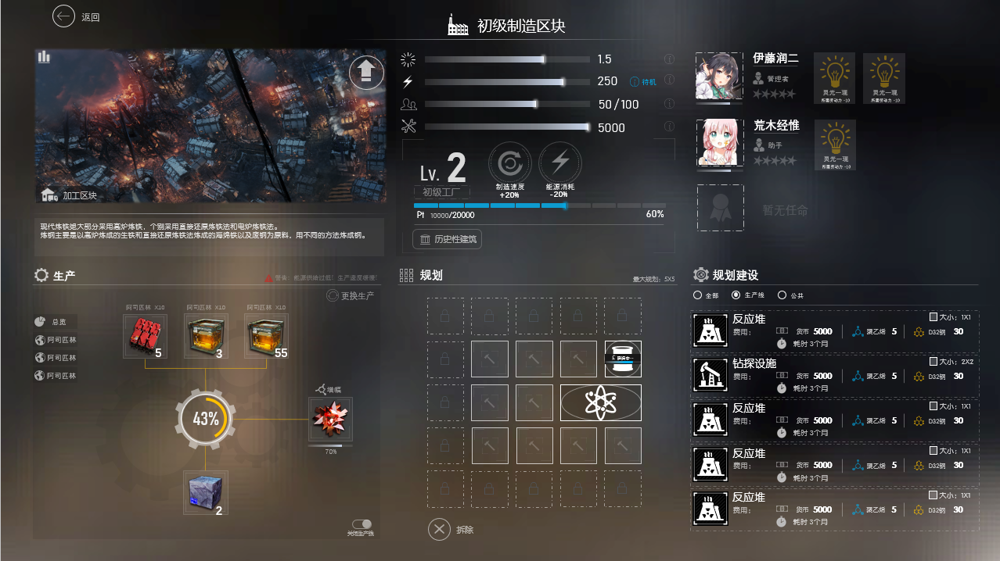 返回
初级制造区块
加工区块
现代炼铁绝大部分采用高炉炼铁，个别采用直接还原炼铁法和电炉炼铁法。
炼钢主要是以高炉炼成的生铁和直接还原炼铁法炼成的海绵铁以及废钢为原料，用不同的方法炼成钢。
1.5
250 待机
50/100
5000
Lv. 2
初级工厂
制造速度
+20%
能源消耗
-20%
Pt 10000/20000 60%
历史性建筑
伊藤润二
管理者
灵光一现
所需劳动力 -10
灵光一现
所需劳动力 -10
荒木经惟
助手
灵光一现
所需劳动力 -10
暂无任命
生产
警告：能源供给过低！生产速度缓慢！
更换生产
总览
阿司匹林
阿司匹林
阿司匹林
阿司匹林 X10
5
阿司匹林 X10
3
阿司匹林 X10
55
43%
增幅
70%
2
关闭生产线
规划
最大规划：5X5
拆除
规划建设
全部 生产线 公共
反应堆 大小：1X1
费用： 货币 5000 聚乙烯 5 D32钢 30
耗时 3个月
钻探设施 大小：2X2
费用： 货币 5000 聚乙烯 5 D32钢 30
耗时 3个月
反应堆 大小：1X1
费用： 货币 5000 聚乙烯 5 D32钢 30
耗时 3个月
反应堆 大小：1X1
费用： 货币 5000 聚乙烯 5 D32钢 30
耗时 3个月
反应堆 大小：1X1
费用： 货币 5000 聚乙烯 5 D32钢 30
耗时 3个月